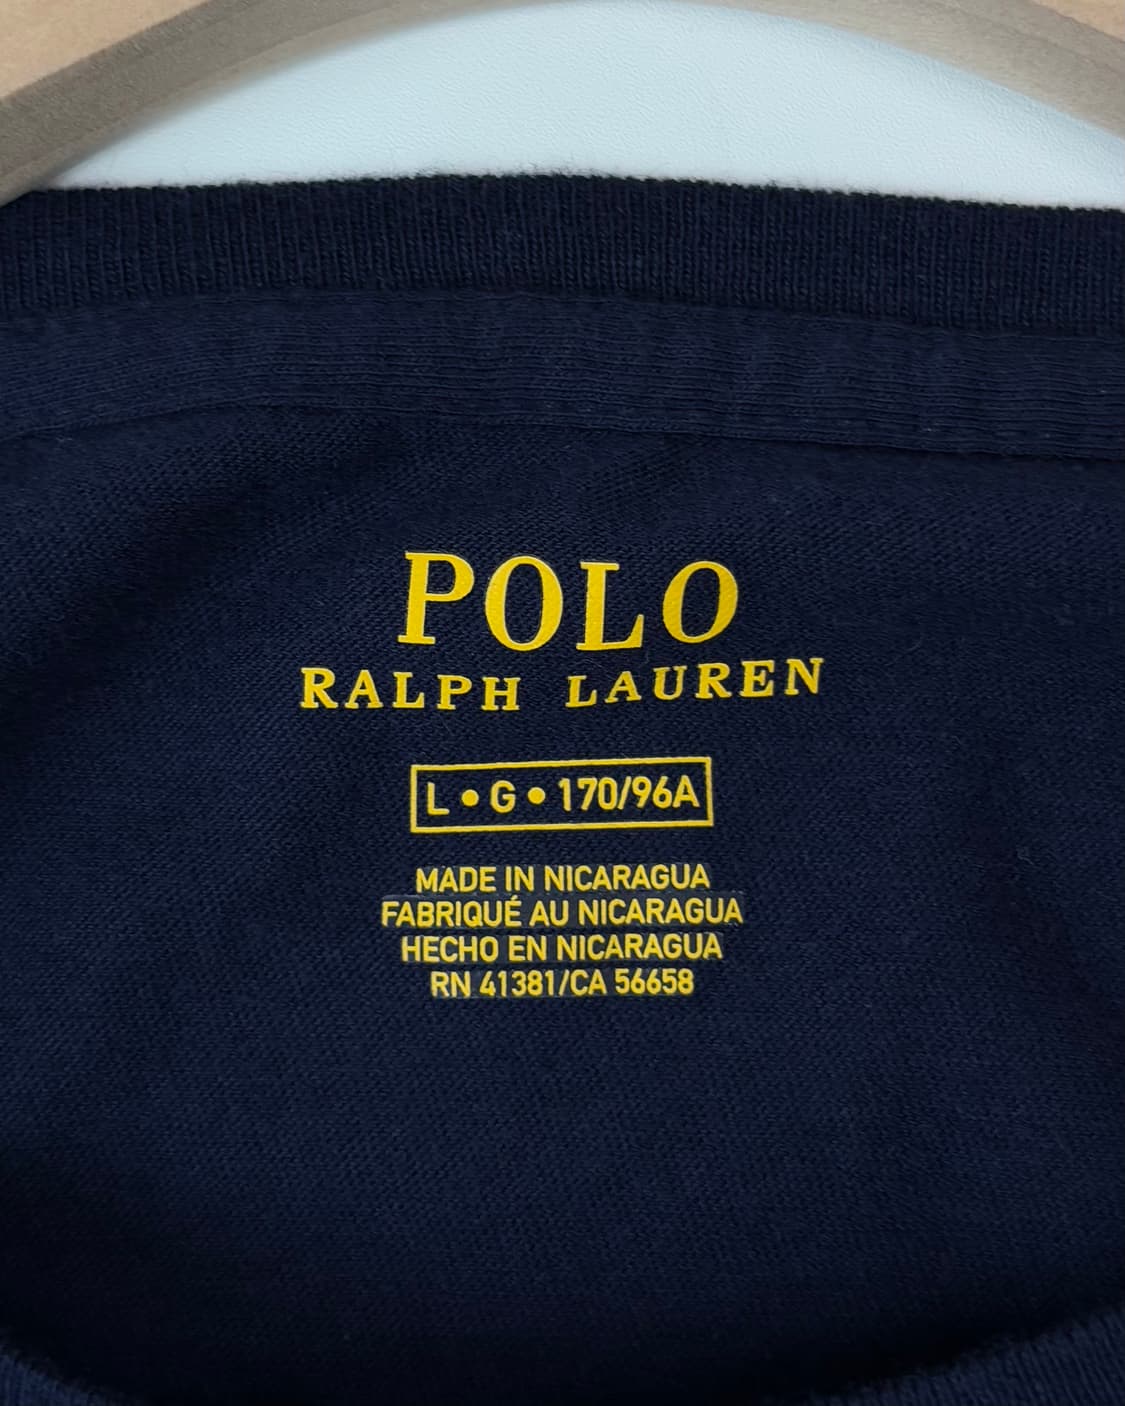 POLO
RALPH LAUREN
L • G • 170/96A
MADE IN NICARAGUA
FABRIQUÉ AU NICARAGUA
HECHO EN NICARAGUA
RN 41381/CA 56658